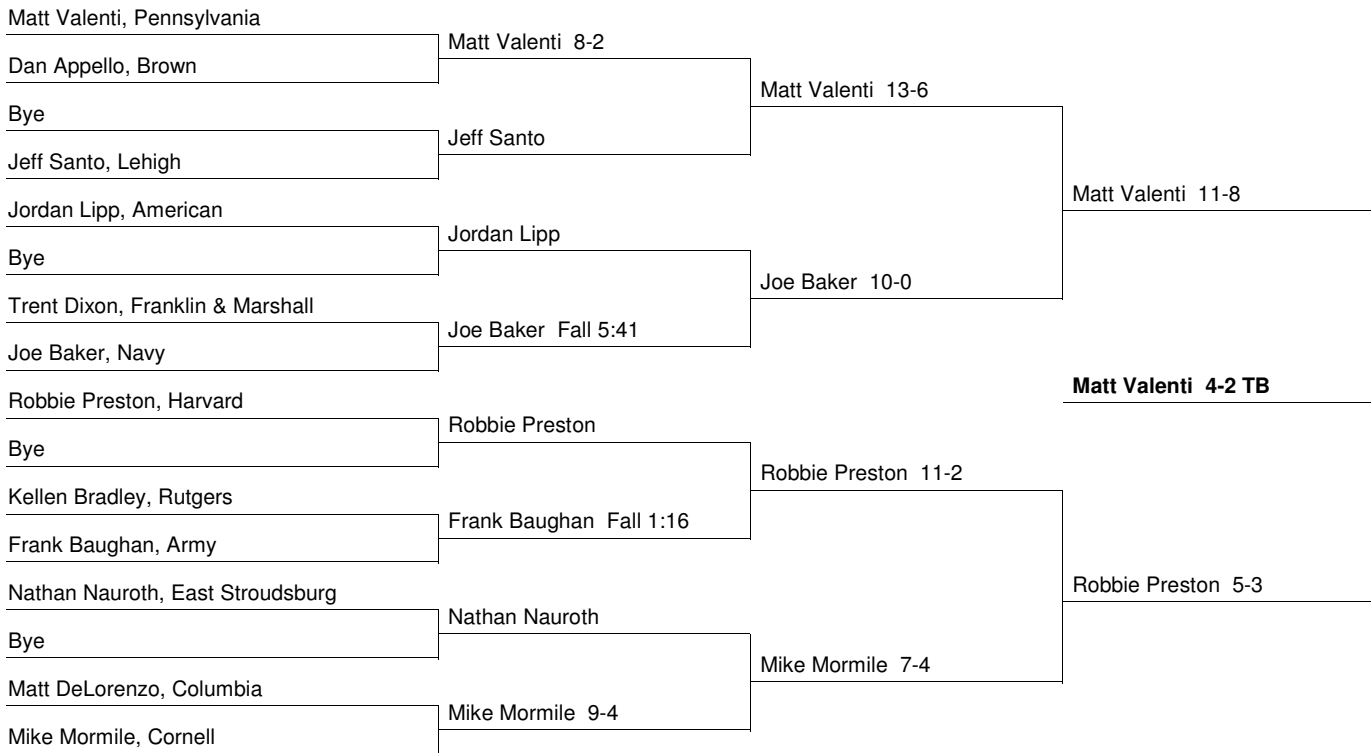 Matt Valenti, Pennsylvania
Dan Appello, Brown
Bye
Jeff Santo, Lehigh
Jordan Lipp, American
Bye
Trent Dixon, Franklin & Marshall
Joe Baker, Navy
Robbie Preston, Harvard
Bye
Kellen Bradley, Rutgers
Frank Baughan, Army
Nathan Nauroth, East Stroudsburg
Bye
Matt DeLorenzo, Columbia
Mike Mormile, Cornell
Matt Valenti 8-2
Jeff Santo
Jordan Lipp
Joe Baker Fall 5:41
Robbie Preston
Frank Baughan Fall 1:16
Nathan Nauroth
Mike Mormile 9-4
Matt Valenti 13-6
Joe Baker 10-0
Robbie Preston 11-2
Mike Mormile 7-4
Matt Valenti 11-8
Robbie Preston 5-3
Matt Valenti 4-2 TB